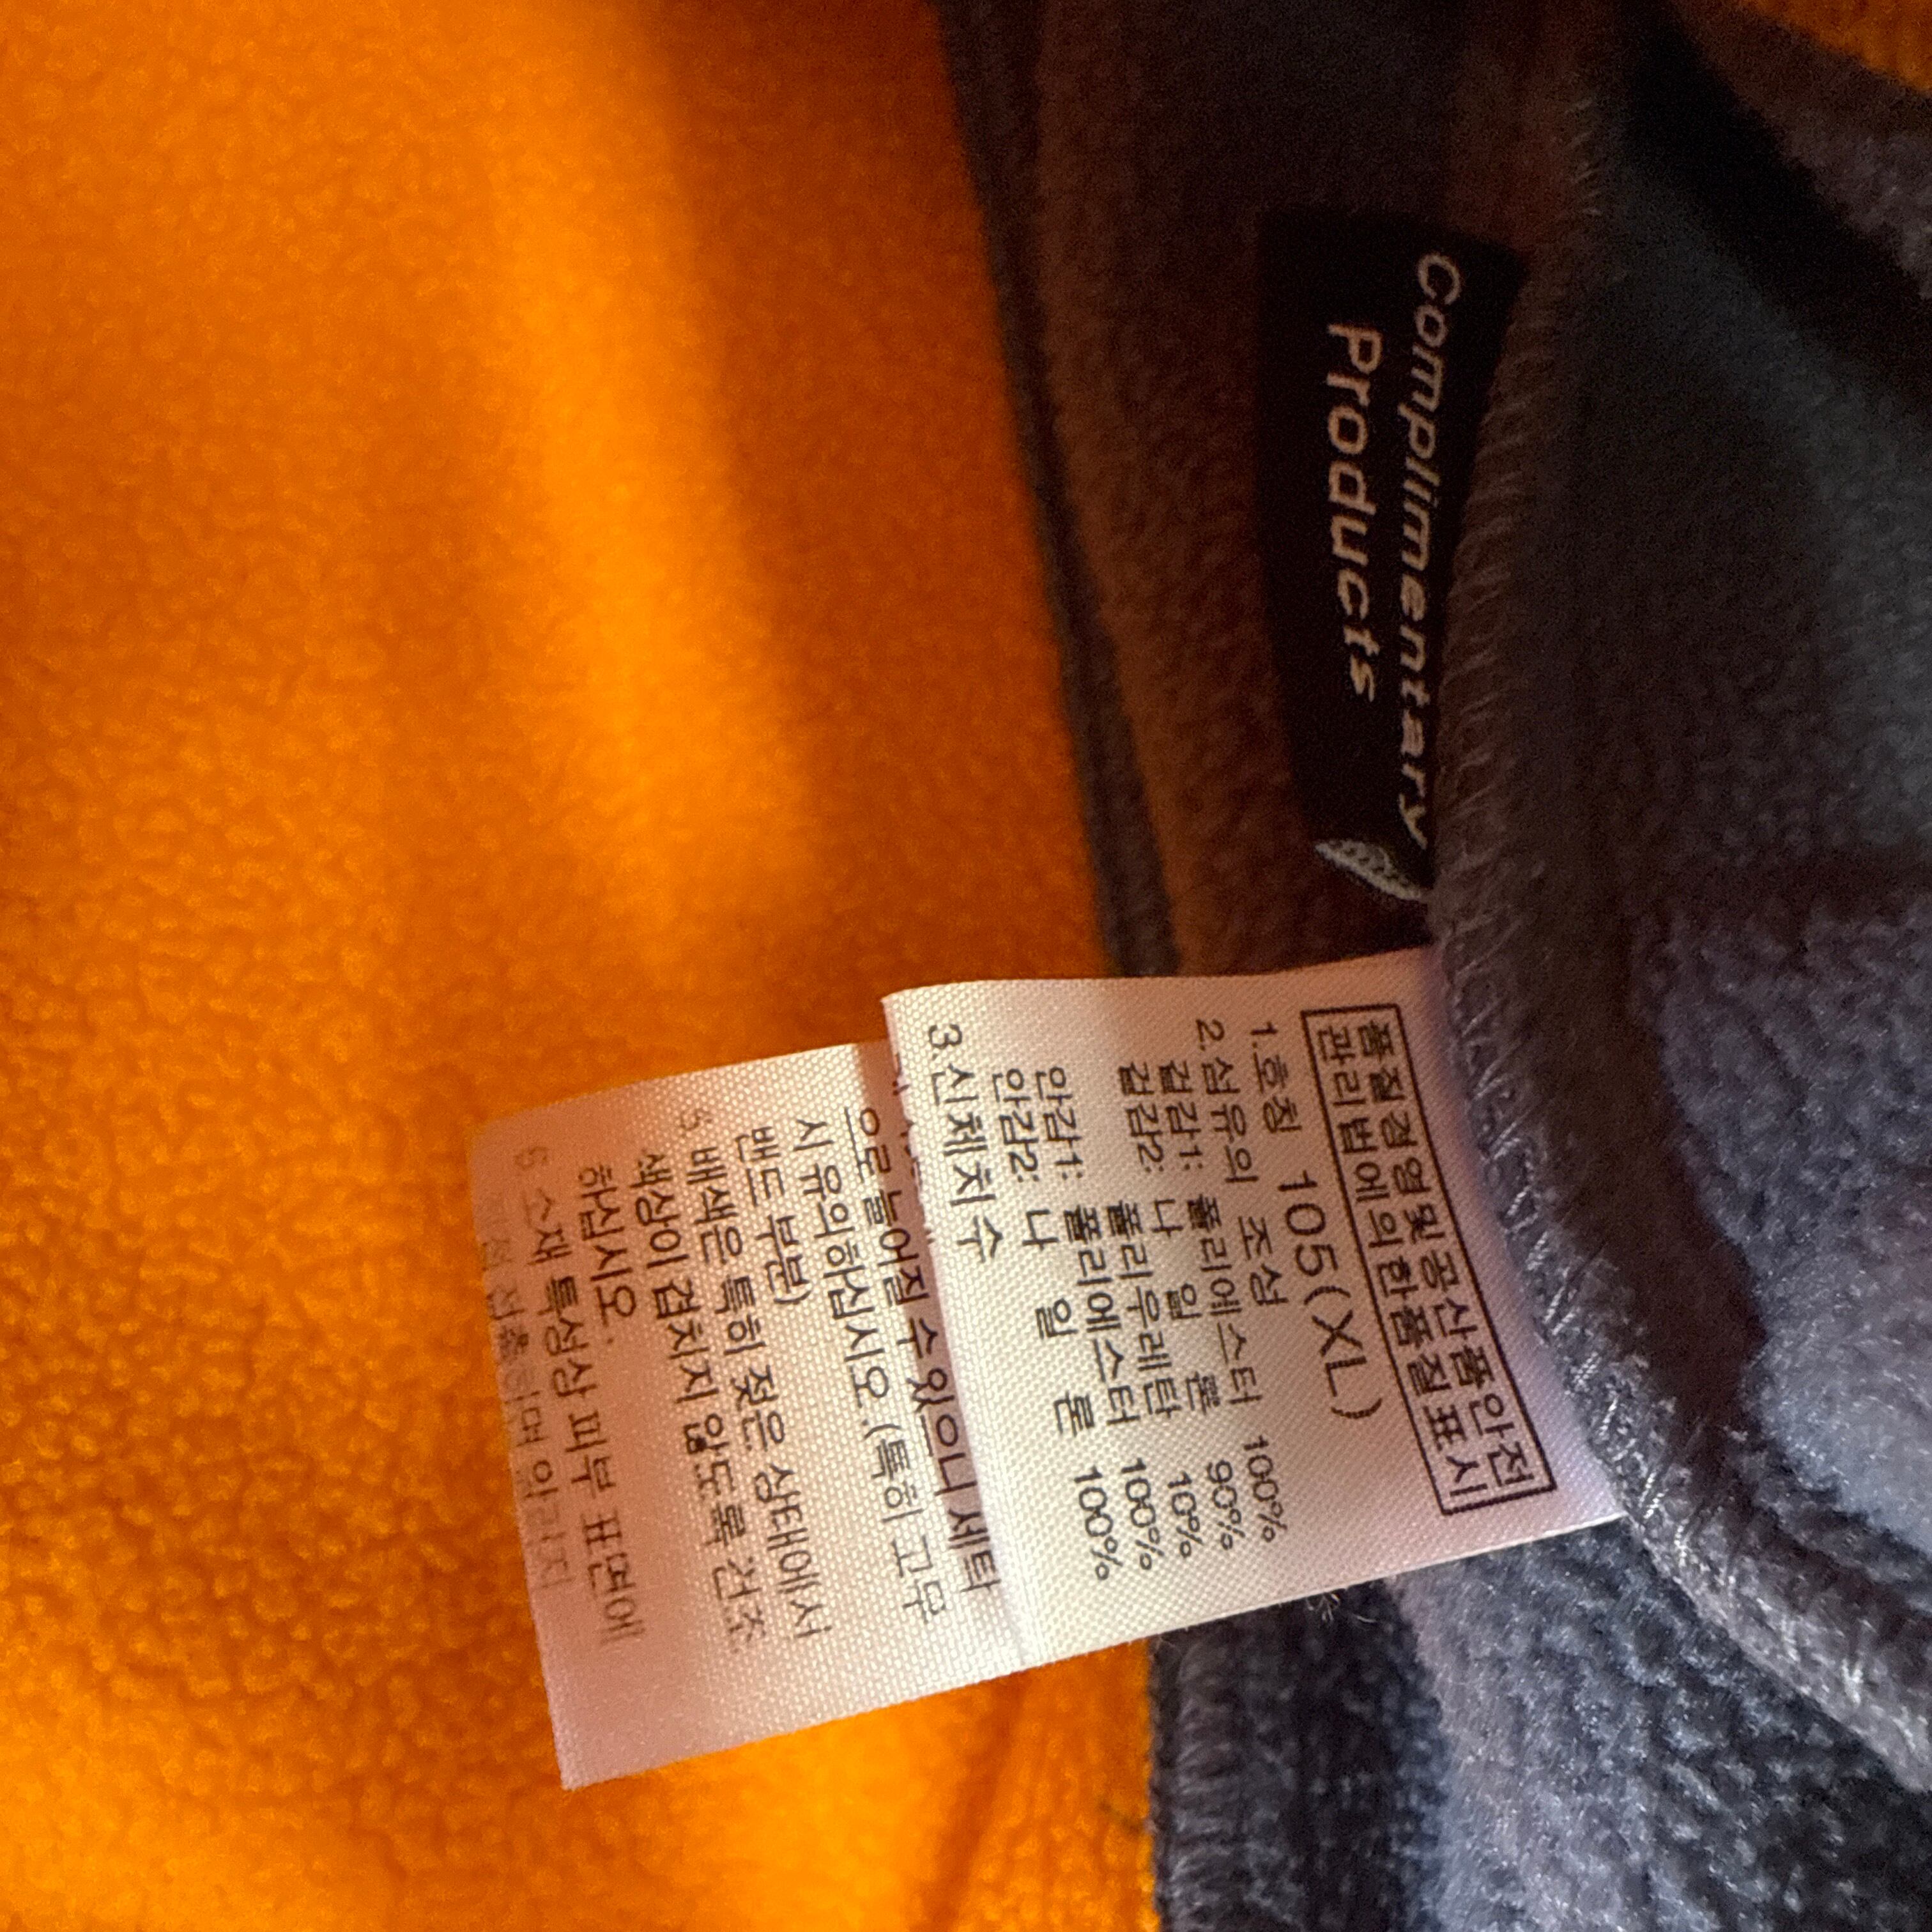 Complimentary
Products
품질경영및공산품안전
관리법에의한품질표시
1.호칭 105(XL)
2.섬유의 조성
겉감1: 폴리에스터 100%
겉감2: 나 일 론 90%
폴리우레탄 10%
안감1: 폴리에스터 100%
안감2: 나 일 론 100%
3.신체치수
으로 늘어질 수 있으니 세탁
시 유의하십시오.(특히 고무
밴드 부분)
5. 배색은 특히 젖은 상태에서
색상이 겹치지 않도록 건조
하십시오.
6. 소재 특성상 피부 표면에